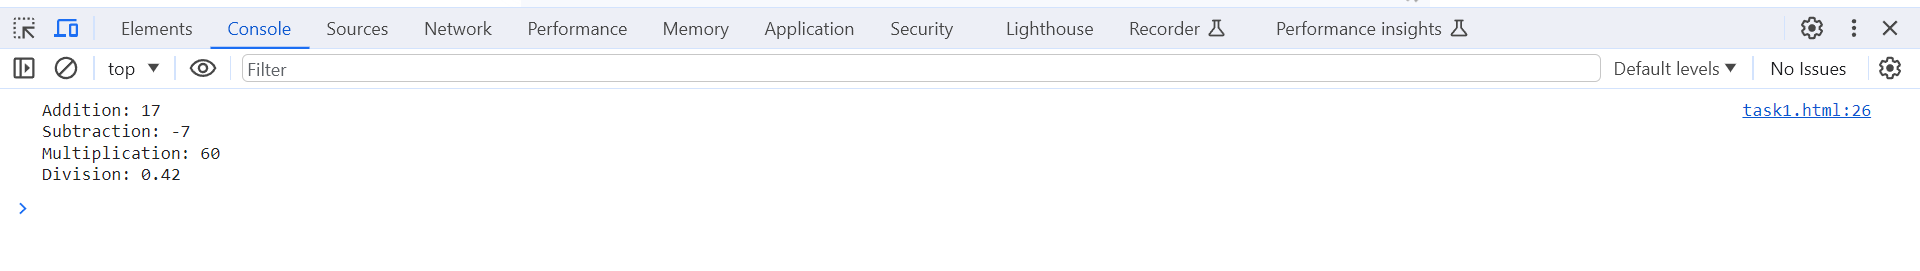 Elements Console Sources Network Performance Memory Application Security Lighthouse Recorder Performance insights
top Filter Default levels No Issues
Addition: 17 task1.html:26
Subtraction: -7
Multiplication: 60
Division: 0.42